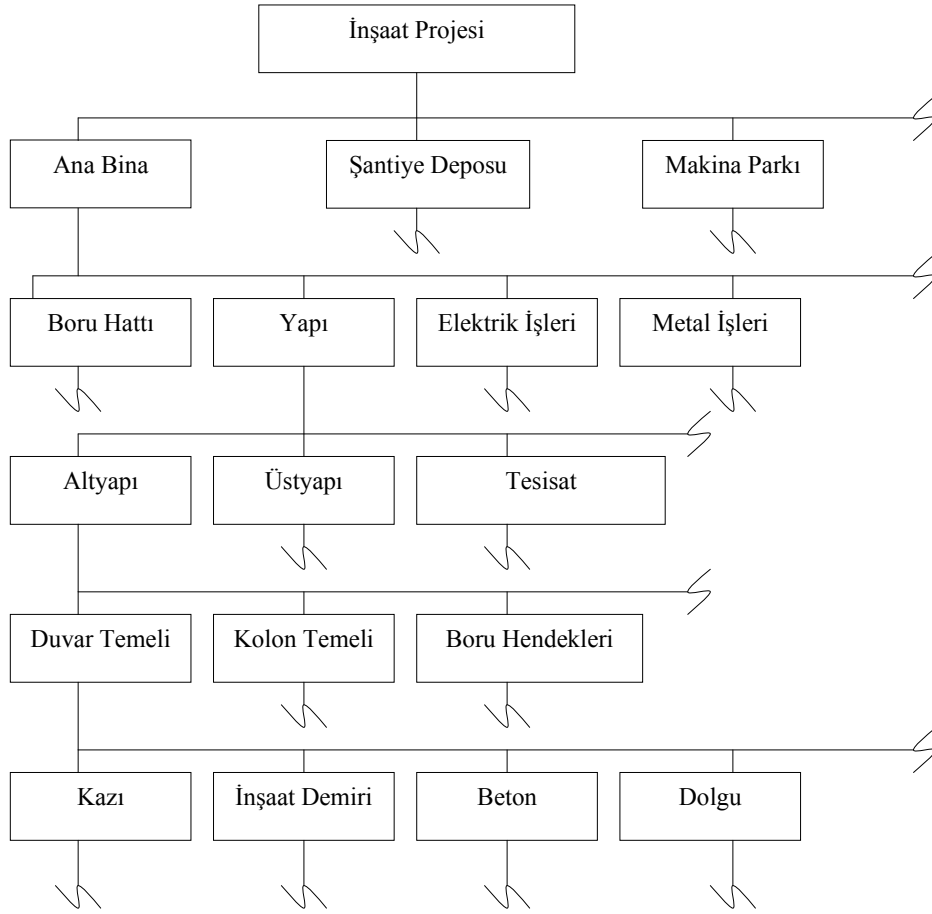 İnşaat Projesi
Ana Bina
Şantiye Deposu
Makina Parkı
Boru Hattı
Yapı
Elektrik İşleri
Metal İşleri
Altyapı
Üstyapı
Tesisat
Duvar Temeli
Kolon Temeli
Boru Hendekleri
Kazı
İnşaat Demiri
Beton
Dolgu